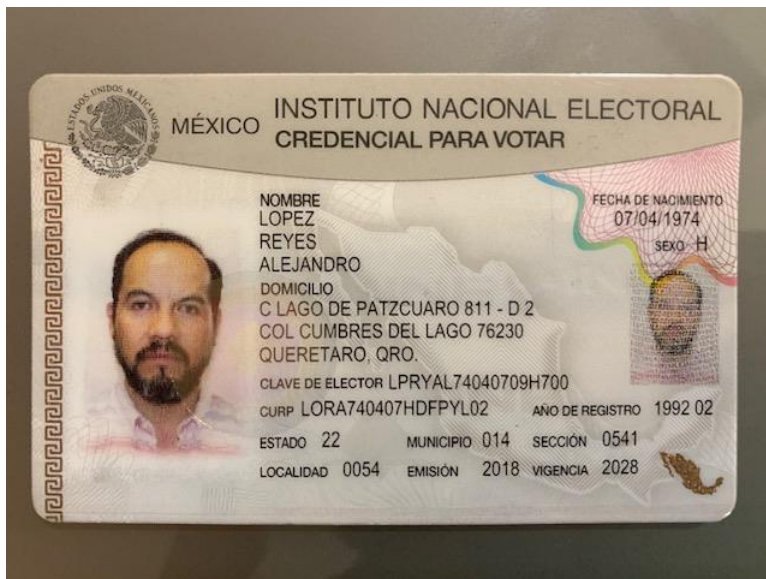 ESTADOS UNIDOS MEXICANOS
MÉXICO INSTITUTO NACIONAL ELECTORAL
CREDENCIAL PARA VOTAR
NOMBRE
LOPEZ
REYES
ALEJANDRO
FECHA DE NACIMIENTO
07/04/1974
SEXO H
DOMICILIO
C LAGO DE PATZCUARO 811 - D 2
COL CUMBRES DEL LAGO 76230
QUERETARO, QRO.
CLAVE DE ELECTOR LPRYAL74040709H700
CURP LORA740407HDFPYL02 AÑO DE REGISTRO 1992 02
ESTADO 22 MUNICIPIO 014 SECCIÓN 0541
LOCALIDAD 0054 EMISIÓN 2018 VIGENCIA 2028